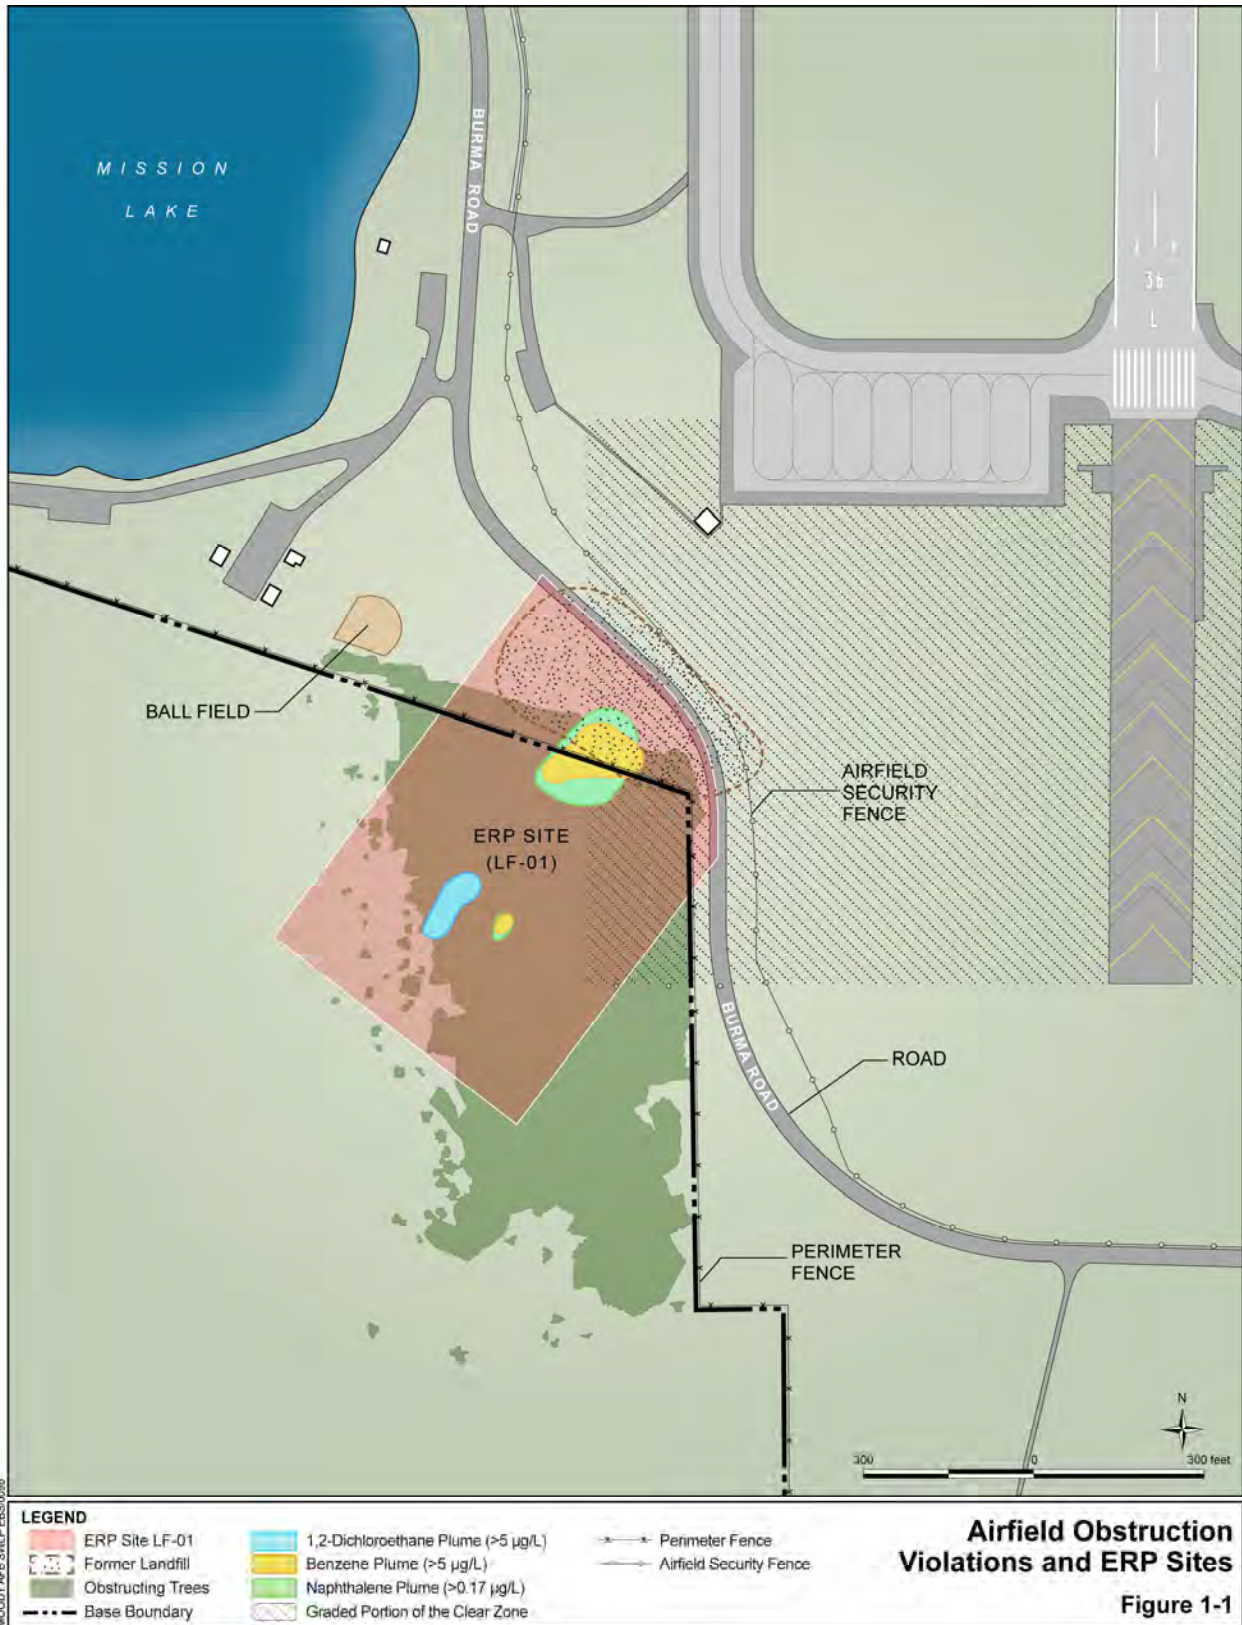 MISSION
LAKE
BURMA ROAD
36
L
BALL FIELD
AIRFIELD
SECURITY
FENCE
ERP SITE
(LF-01)
BURMA ROAD
ROAD
PERIMETER
FENCE
N
300
0
300 feet
LEGEND
ERP Site LF-01
Former Landfill
Obstructing Trees
Base Boundary
1,2-Dichloroethane Plume (>5 µg/L)
Benzene Plume (>5 µg/L)
Naphthalene Plume (>0.17 µg/L)
Graded Portion of the Clear Zone
Perimeter Fence
Airfield Security Fence
Airfield Obstruction
Violations and ERP Sites
Figure 1-1